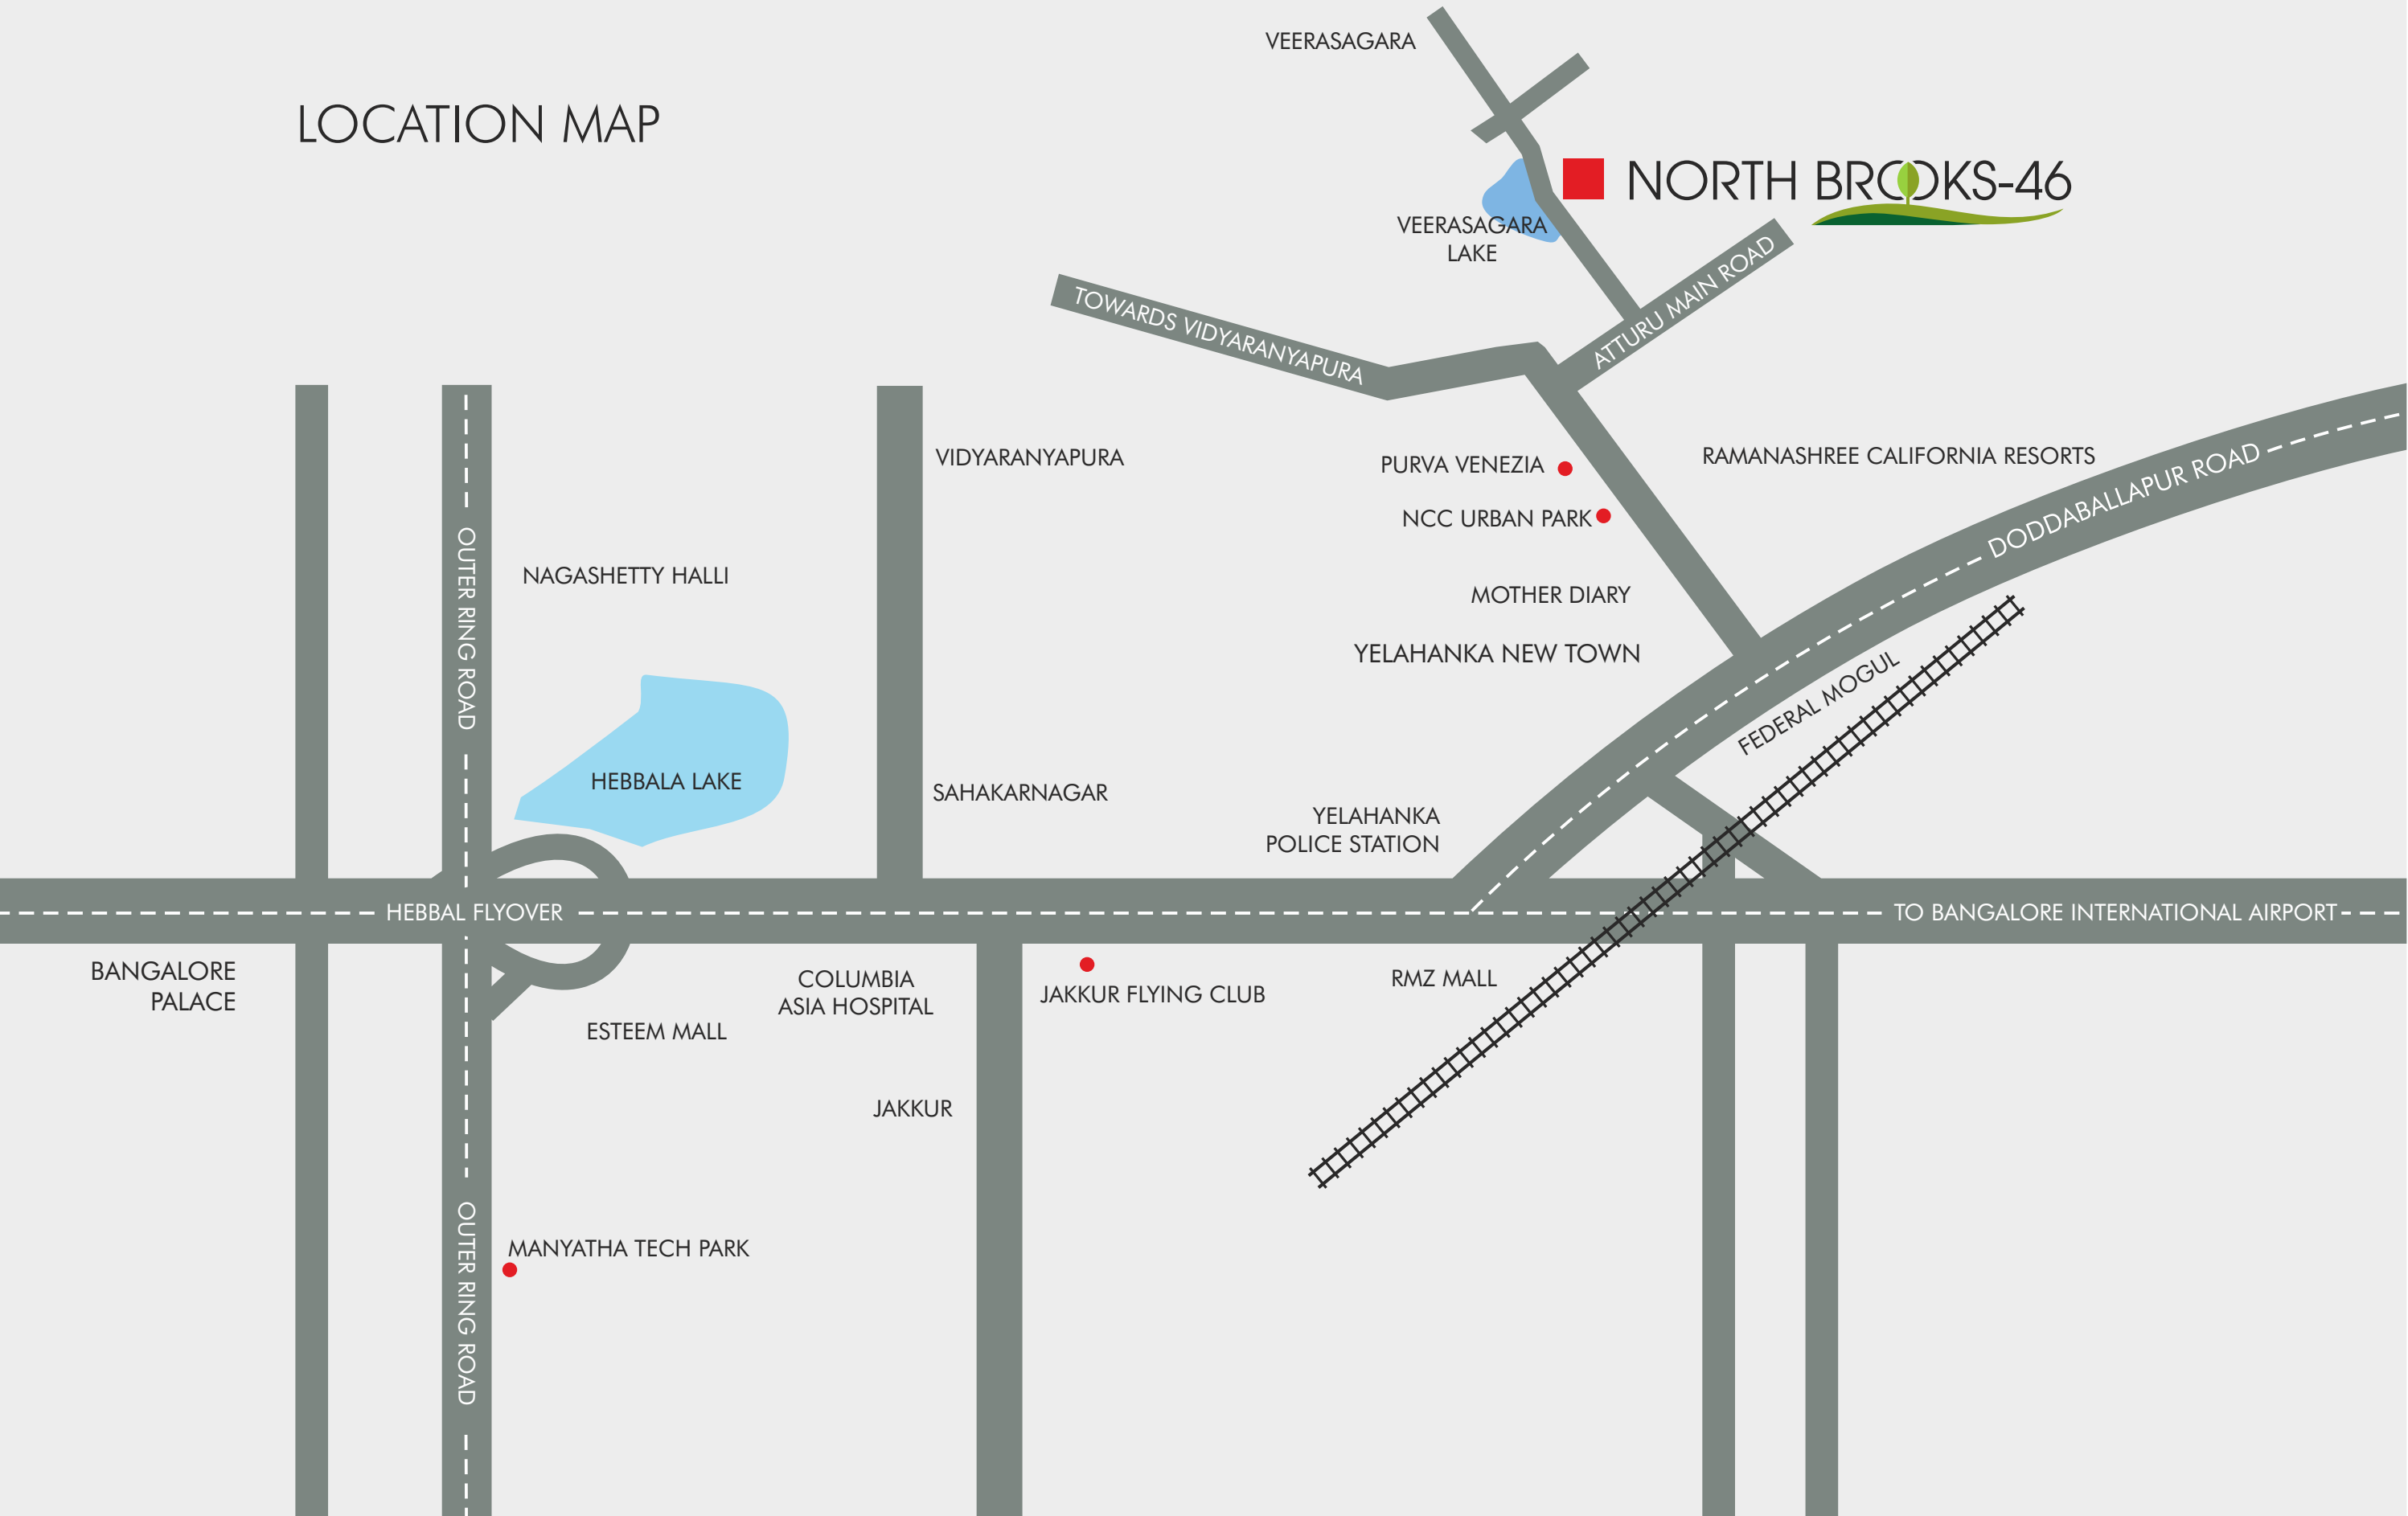 VEERASAGARA
LOCATION MAP
NORTH BROOKS-46
VEERASAGARA
LAKE
ATTURU MAIN ROAD
TOWARDS VIDYARANYAPURA
VIDYARANYAPURA
PURVA VENEZIA
RAMANASHREE CALIFORNIA RESORTS
DODDABALLAPUR ROAD
NCC URBAN PARK
OUTER RING ROAD
NAGASHETTY HALLI
MOTHER DIARY
YELAHANKA NEW TOWN
FEDERAL MOGUL
HEBBALA LAKE
SAHAKARNAGAR
YELAHANKA
POLICE STATION
HEBBAL FLYOVER
TO BANGALORE INTERNATIONAL AIRPORT
BANGALORE
PALACE
COLUMBIA
ASIA HOSPITAL
JAKKUR FLYING CLUB
RMZ MALL
ESTEEM MALL
JAKKUR
OUTER RING ROAD
MANYATHA TECH PARK